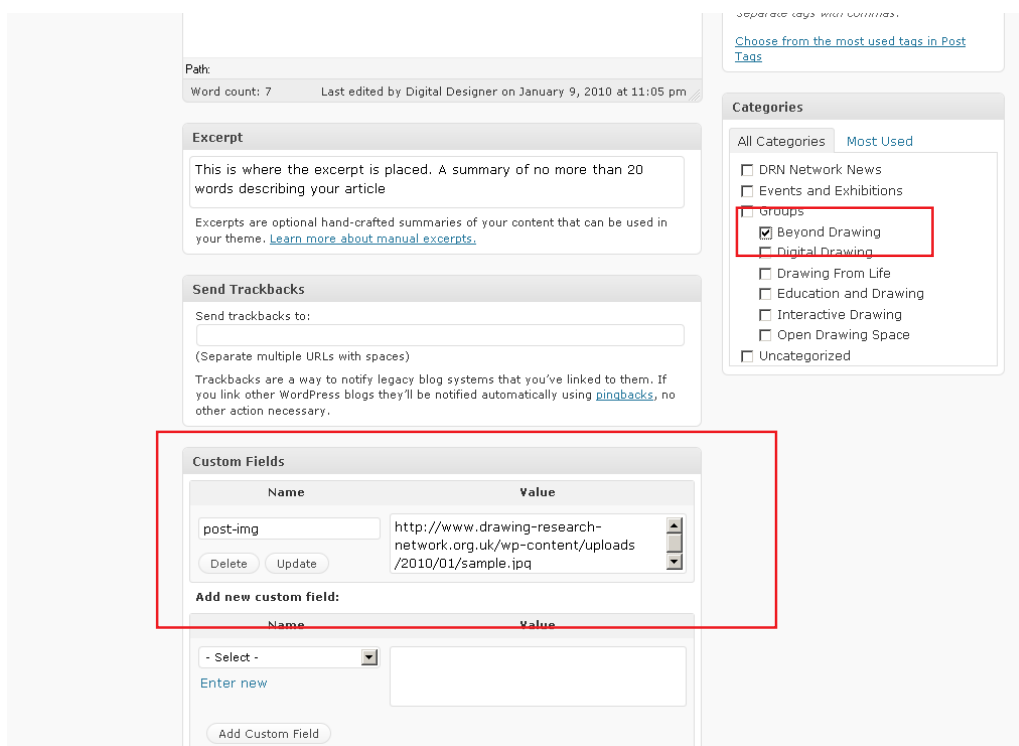 Path:
Word count: 7 Last edited by Digital Designer on January 9, 2010 at 11:05 pm
Excerpt
This is where the excerpt is placed. A summary of no more than 20
words describing your article
Excerpts are optional hand-crafted summaries of your content that can be used in
your theme. Learn more about manual excerpts.
Send Trackbacks
Send trackbacks to:
(Separate multiple URLs with spaces)
Trackbacks are a way to notify legacy blog systems that you've linked to them. If
you link other WordPress blogs they'll be notified automatically using pingbacks, no
other action necessary.
Custom Fields
Name Value
post-img
http://www.drawing-research-
network.org.uk/wp-content/uploads
/2010/01/sample.jpg
Delete Update
Add new custom field:
Name Value
- Select -
Enter new
Add Custom Field
Separate tags with commas.
Choose from the most used tags in Post
Tags
Categories
All Categories Most Used
DRN Network News
Events and Exhibitions
Groups
Beyond Drawing
Digital Drawing
Drawing From Life
Education and Drawing
Interactive Drawing
Open Drawing Space
Uncategorized